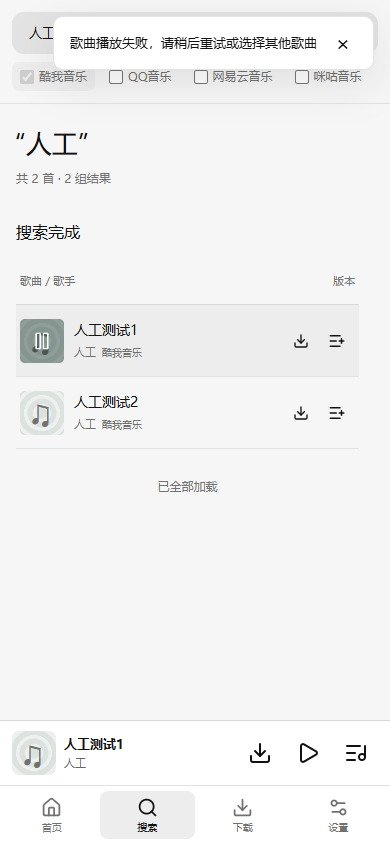 人工
歌曲播放失败，请稍后重试或选择其他歌曲
酷我音乐
QQ音乐
网易云音乐
咪咕音乐
“人工”
共 2 首 · 2 组结果
搜索完成
歌曲 / 歌手
版本
人工测试1
人工 酷我音乐
人工测试2
人工 酷我音乐
已全部加载
人工测试1
人工
首页
搜索
下载
设置